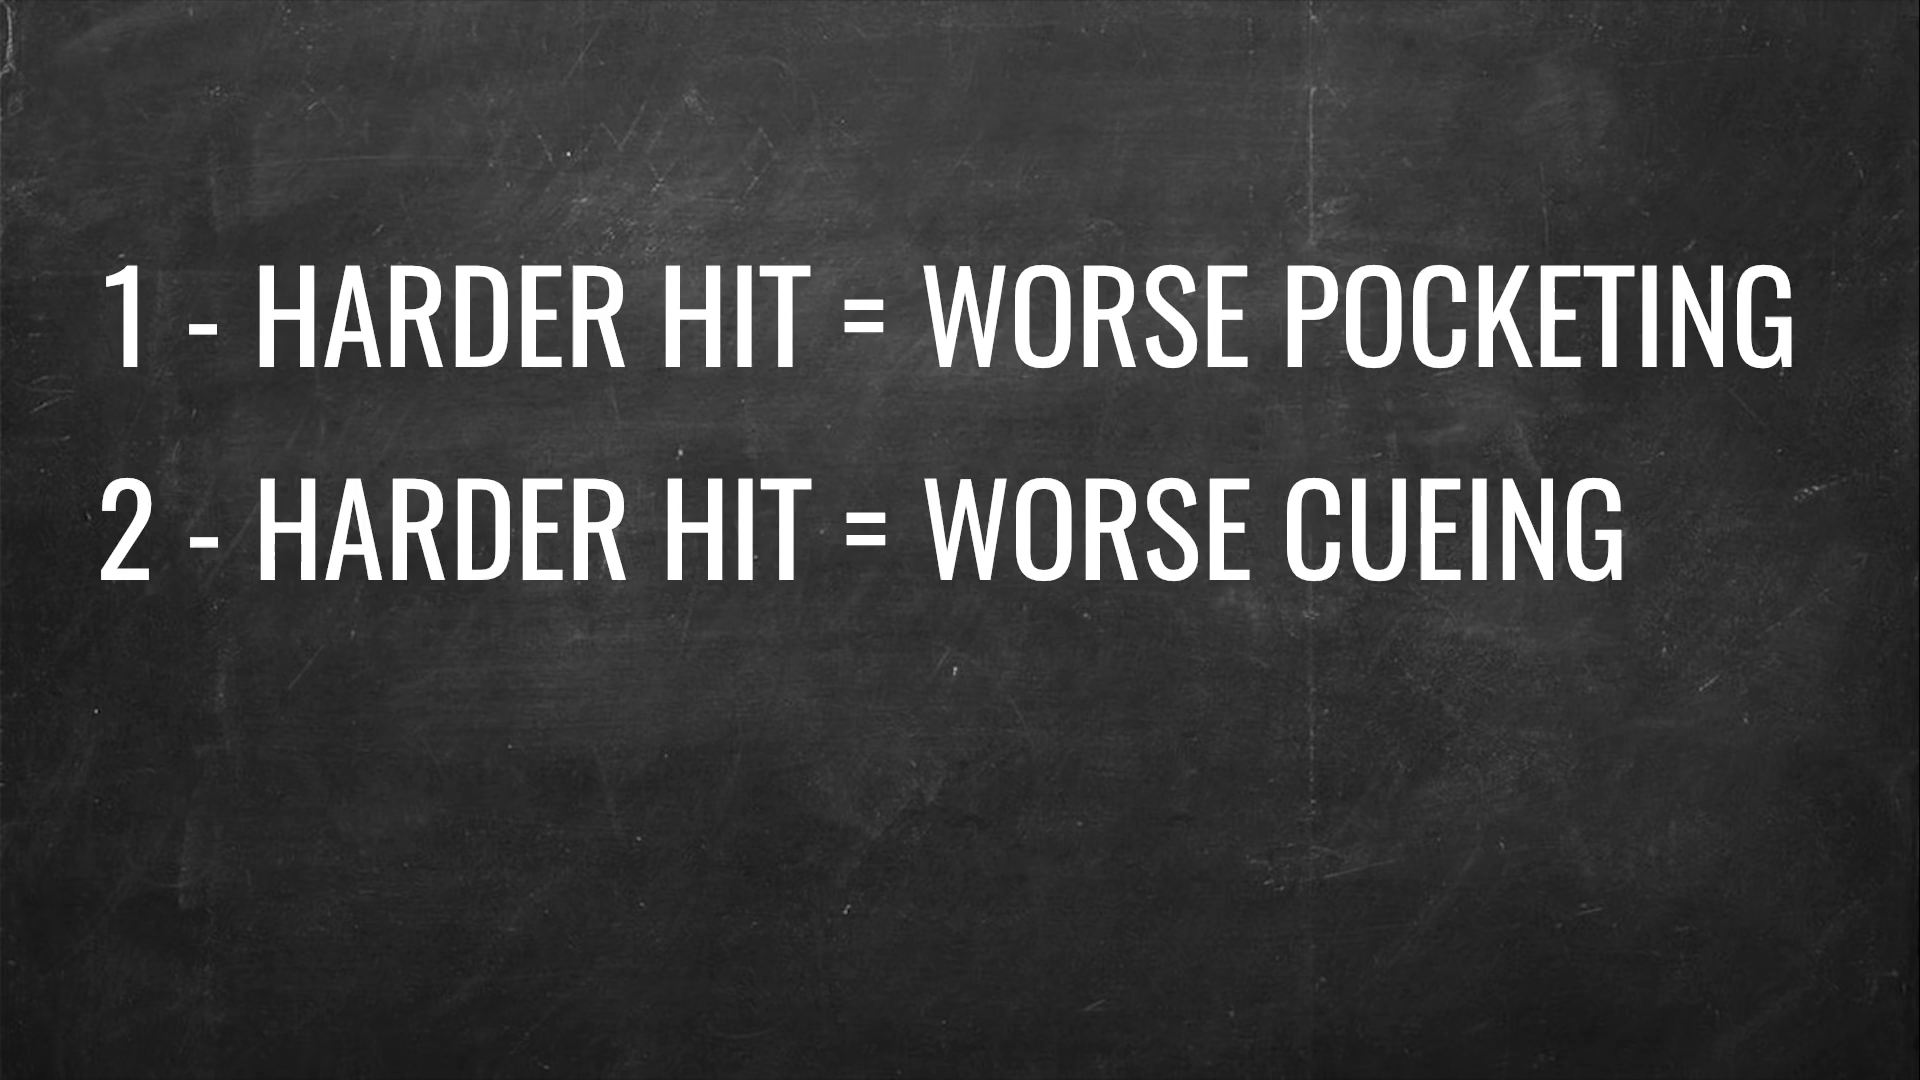 1 - HARDER HIT = WORSE POCKETING
2 - HARDER HIT = WORSE CUEING